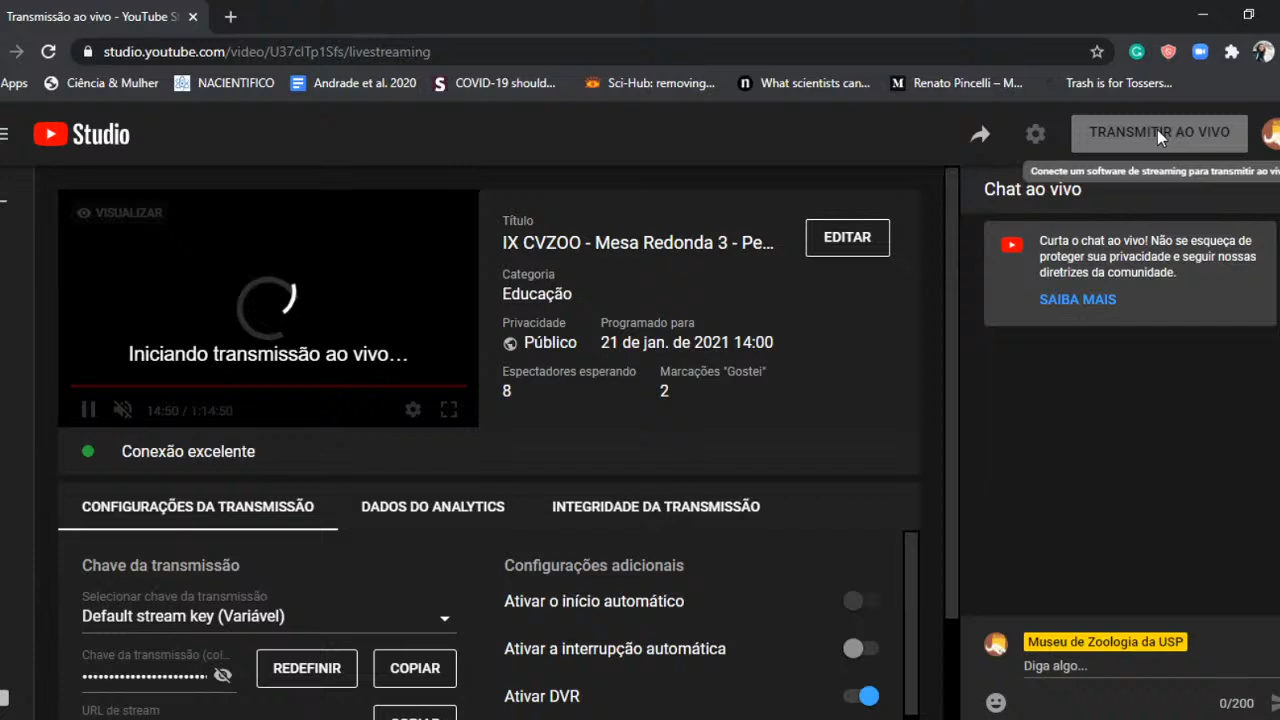 Transmissão ao vivo - YouTube S
studio.youtube.com/video/U37clTp1Sfs/livestreaming
Apps
Ciência & Mulher
NACIENTIFICO
Andrade et al. 2020
COVID-19 should...
Sci-Hub: removing...
What scientists can...
Renato Pincelli – M...
Trash is for Tossers...
Studio
TRANSMITIR AO VIVO
Conecte um software de streaming para transmitir ao viv
Chat ao vivo
VISUALIZAR
Iniciando transmissão ao vivo...
14:50 / 1:14:50
Título
IX CVZOO - Mesa Redonda 3 - Pe...
EDITAR
Categoria
Educação
Privacidade
Público
Programado para
21 de jan. de 2021 14:00
Espectadores esperando
8
Marcações "Gostei"
2
Curta o chat ao vivo! Não se esqueça de
proteger sua privacidade e seguir nossas
diretrizes da comunidade.
SAIBA MAIS
Conexão excelente
CONFIGURAÇÕES DA TRANSMISSÃO
DADOS DO ANALYTICS
INTEGRIDADE DA TRANSMISSÃO
Chave da transmissão
Selecionar chave da transmissão
Default stream key (Variável)
Chave da transmissão (col...
REDEFINIR
COPIAR
URL de stream
COPIAR
Configurações adicionais
Ativar o início automático
Ativar a interrupção automática
Ativar DVR
Museu de Zoologia da USP
Diga algo...
0/200